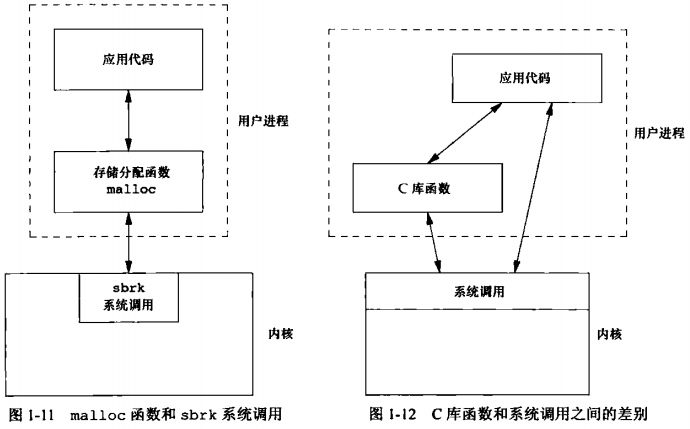 应用代码
用户进程
存储分配函数
malloc
sbrk
系统调用
内核
图 1-11 malloc 函数和 sbrk 系统调用
应用代码
用户进程
C 库函数
系统调用
内核
图 1-12 C 库函数和系统调用之间的差别